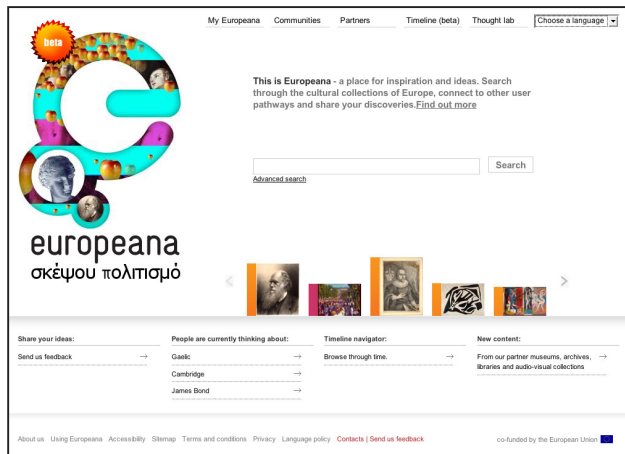 My Europeana Communities Partners Timeline (beta) Thought lab Choose a language
beta
This is Europeana - a place for inspiration and ideas. Search
through the cultural collections of Europe, connect to other user
pathways and share your discoveries.Find out more
Search
Advanced search
europeana
σκέψου πολιτισμό
Share your ideas:
Send us feedback →
People are currently thinking about:
Gaelic →
Cambridge →
James Bond →
Timeline navigator:
Browse through time. →
New content:
From our partner museums, archives, →
libraries and audio-visual collections
About us Using Europeana Accessibility Sitemap Terms and conditions Privacy Language policy Contacts | Send us feedback co-funded by the European Union